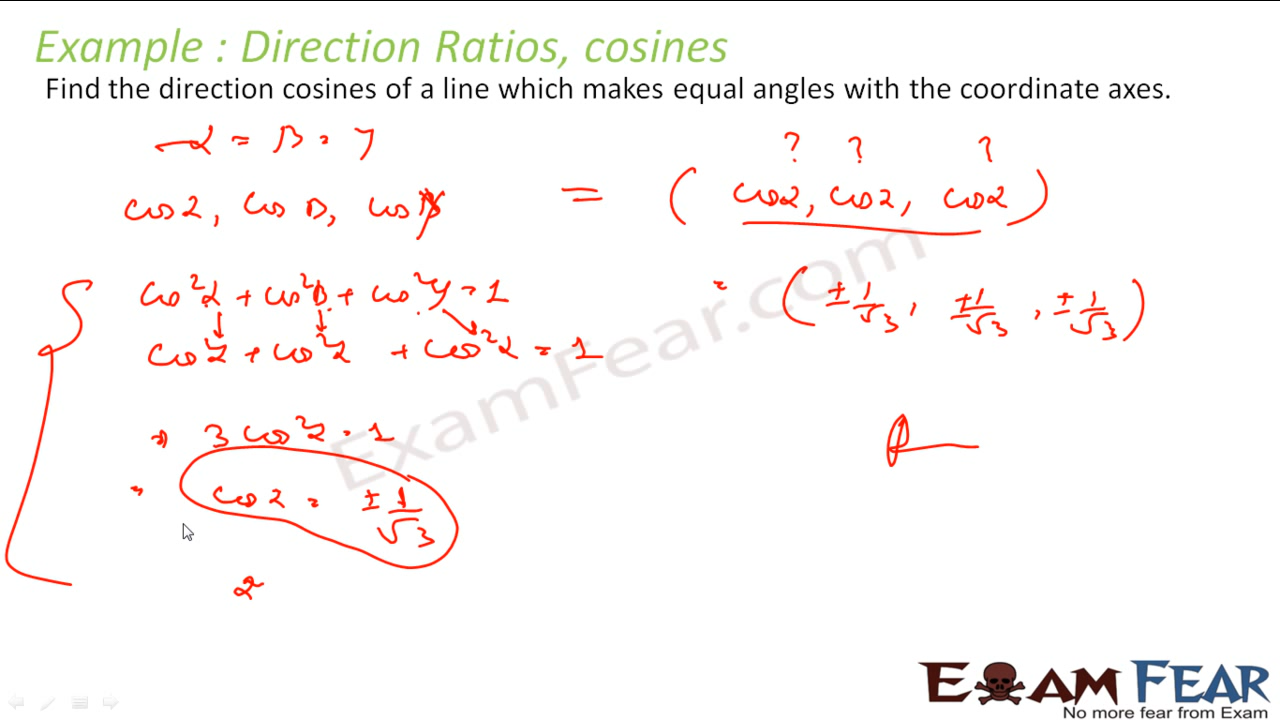 Example : Direction Ratios, cosines
Find the direction cosines of a line which makes equal angles with the coordinate axes.
α = β = γ
cos α, cos β, cos γ = ( cos α, cos α, cos α )
? ? ?
cos²α + cos²β + cos²γ = 1
= ( ± 1/√3, ± 1/√3, ± 1/√3 )
cos²α + cos²α + cos²α = 1
⇒ 3 cos²α = 1
= cos α = ± 1/√3
α
ExamFear.com
EXAM FEAR
No more fear from Exam